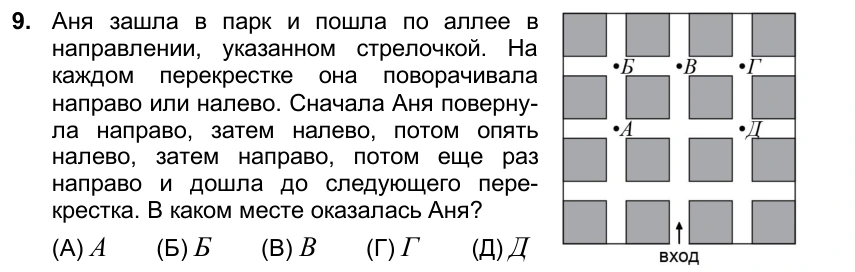 9. Аня зашла в парк и пошла по аллее в
направлении, указанном стрелочкой. На
каждом перекрестке она поворачивала
направо или налево. Сначала Аня поверну-
ла направо, затем налево, потом опять
налево, затем направо, потом еще раз
направо и дошла до следующего пере-
крестка. В каком месте оказалась Аня?
(А) А (Б) Б (В) В (Г) Г (Д) Д
Б В Г
А Д
ВХОД